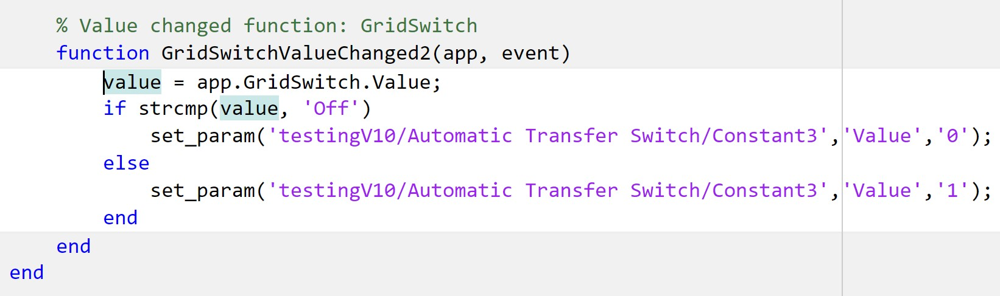 % Value changed function: GridSwitch
function GridSwitchValueChanged2(app, event)
value = app.GridSwitch.Value;
if strcmp(value, 'Off')
set_param('testingV10/Automatic Transfer Switch/Constant3','Value','0');
else
set_param('testingV10/Automatic Transfer Switch/Constant3','Value','1');
end
end
end